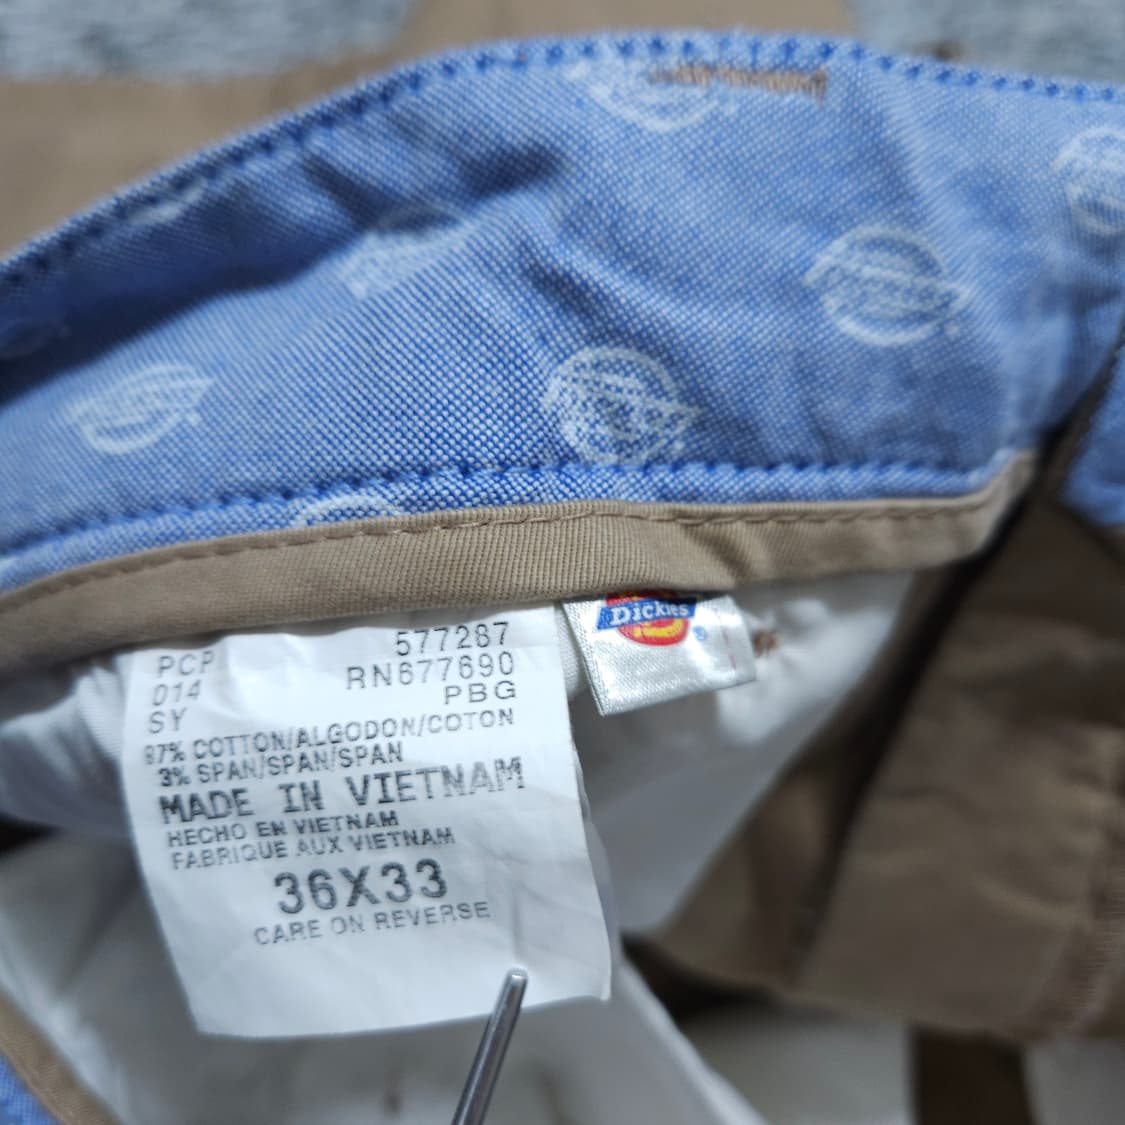 577287
PCP RN677690
014 PBG
SY
97% COTTON/ALGODON/COTON
3% SPAN/SPAN/SPAN
MADE IN VIETNAM
HECHO EN VIETNAM
FABRIQUE AUX VIETNAM
36X33
CARE ON REVERSE
Dickies